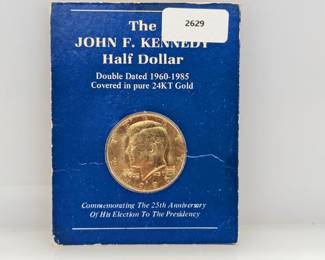 The
2629
JOHN F. KENNEDY
Half Dollar
Double Dated 1960-1985
Covered in pure 24KT Gold
Commemorating The 25th Anniversary
Of His Election To The Presidency